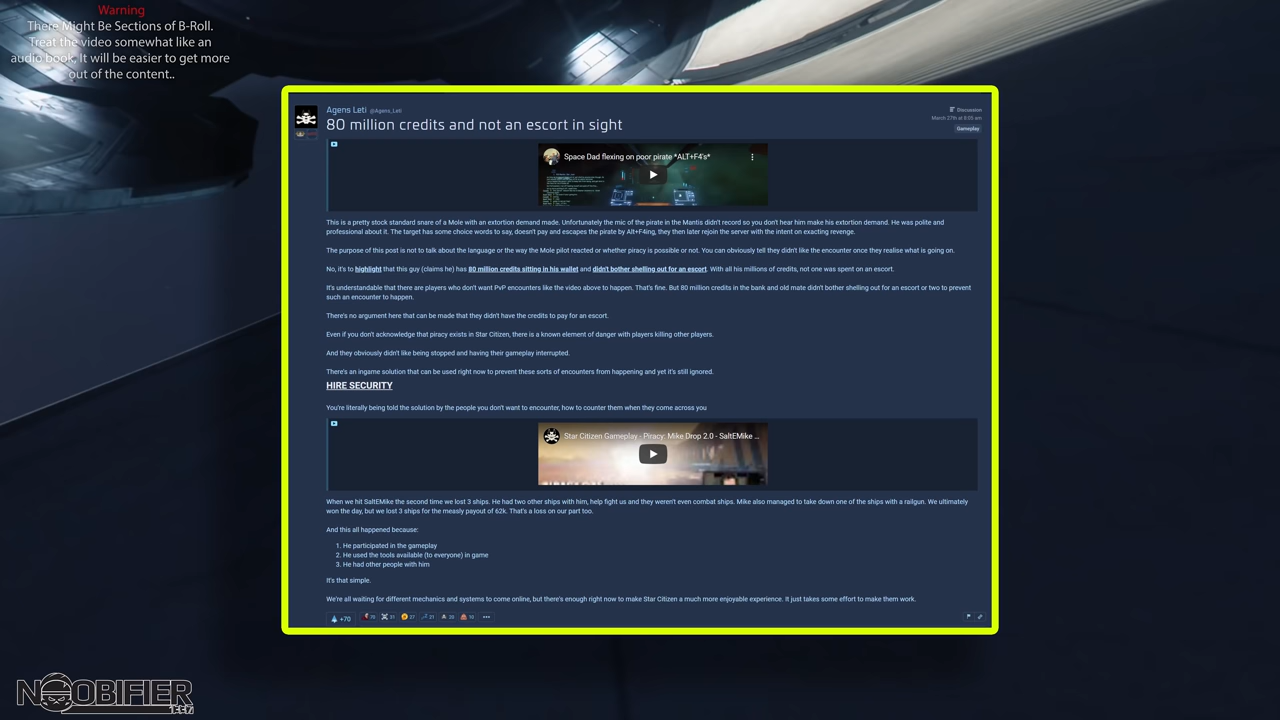 Warning
There Might Be Sections of B-Roll.
Treat the video somewhat like an
audio book, It will be easier to get more
out of the content..
Agens Leti @Agens_Leti
Discussion
March 27th at 9:05 am
80 million credits and not an escort in sight
Gameplay
Space Dad flexing on poor pirate *ALT+F4's*
This is a pretty stock standard snare of a Mole with an extortion demand made. Unfortunately the mic of the pirate in the Mantis didn't record so you don't hear him make his extortion demand. He was polite and
professional about it. The target has some choice words to say, doesn't pay and escapes the pirate by Alt+F4ing, they then later rejoin the server with the intent on exacting revenge.
The purpose of this post is not to talk about the language or the way the Mole pilot reacted or whether piracy is possible or not. You can obviously tell they didn't like the encounter once they realise what is going on.
No, it's to highlight that this guy (claims he) has 80 million credits sitting in his wallet and didn't bother shelling out for an escort. With all his millions of credits, not one was spent on an escort.
It's understandable that there are players who don't want PvP encounters like the video above to happen. That's fine. But 80 million credits in the bank and old mate didn't bother shelling out for an escort or two to prevent
such an encounter to happen.
There's no argument here that can be made that they didn't have the credits to pay for an escort.
Even if you don't acknowledge that piracy exists in Star Citizen, there is a known element of danger with players killing other players.
And they obviously didn't like being stopped and having their gameplay interrupted.
There's an ingame solution that can be used right now to prevent these sorts of encounters from happening and yet it's still ignored.
HIRE SECURITY
You're literally being told the solution by the people you don't want to encounter, how to counter them when they come across you
Star Citizen Gameplay - Piracy: Mike Drop 2.0 - SaltEMike ...
When we hit SaltEMike the second time we lost 3 ships. He had two other ships with him, help fight us and they weren't even combat ships. Mike also managed to take down one of the ships with a railgun. We ultimately
won the day, but we lost 3 ships for the measly payout of 62k. That's a loss on our part too.
And this all happened because:
1. He participated in the gameplay
2. He used the tools available (to everyone) in game
3. He had other people with him
It's that simple.
We're all waiting for different mechanics and systems to come online, but there's enough right now to make Star Citizen a much more enjoyable experience. It just takes some effort to make them work.
+70
NOOBIFIER